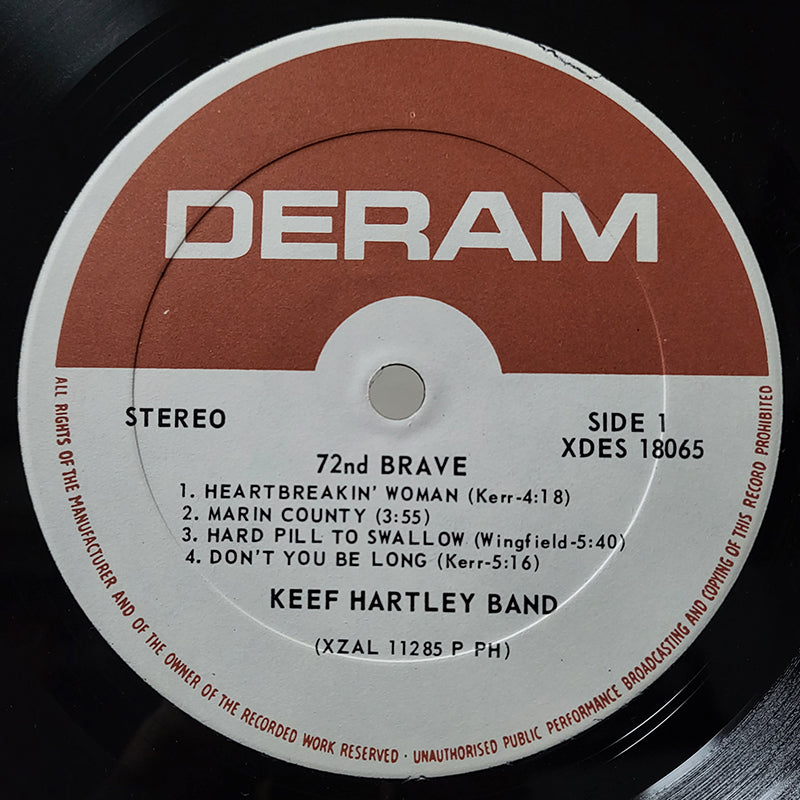 DERAM
STEREO
SIDE 1
XDES 18065
72nd BRAVE
1. HEARTBREAKIN' WOMAN (Kerr-4:18)
2. MARIN COUNTY (3:55)
3. HARD PILL TO SWALLOW (Wingfield-5:40)
4. DON'T YOU BE LONG (Kerr-5:16)
KEEF HARTLEY BAND
(XZAL 11285 P PH)
ALL RIGHTS OF THE MANUFACTURER AND OF THE OWNER OF THE RECORDED WORK RESERVED · UNAUTHORISED PUBLIC PERFORMANCE BROADCASTING AND COPYING OF THIS RECORD PROHIBITED